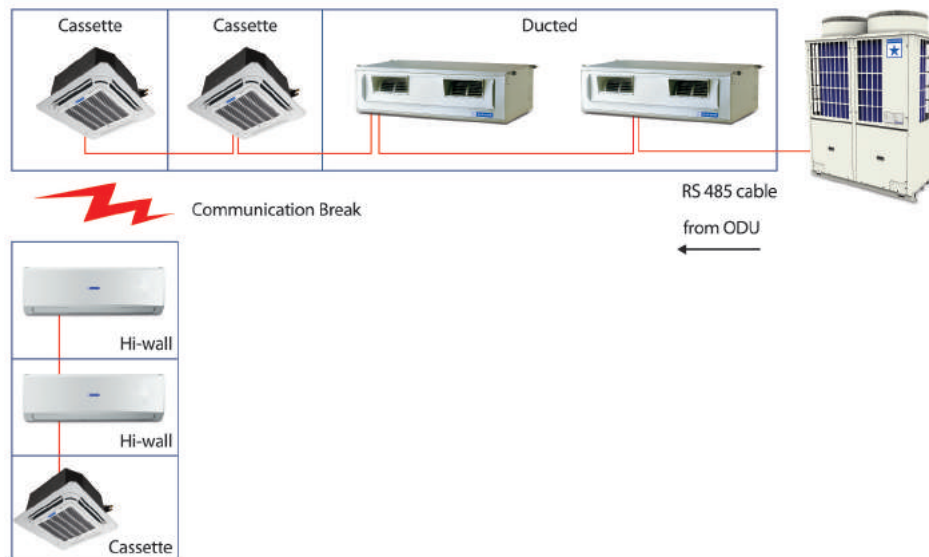 Cassette
Cassette
Ducted
RS 485 cable
Communication Break
from ODU
Hi-wall
Hi-wall
Cassette